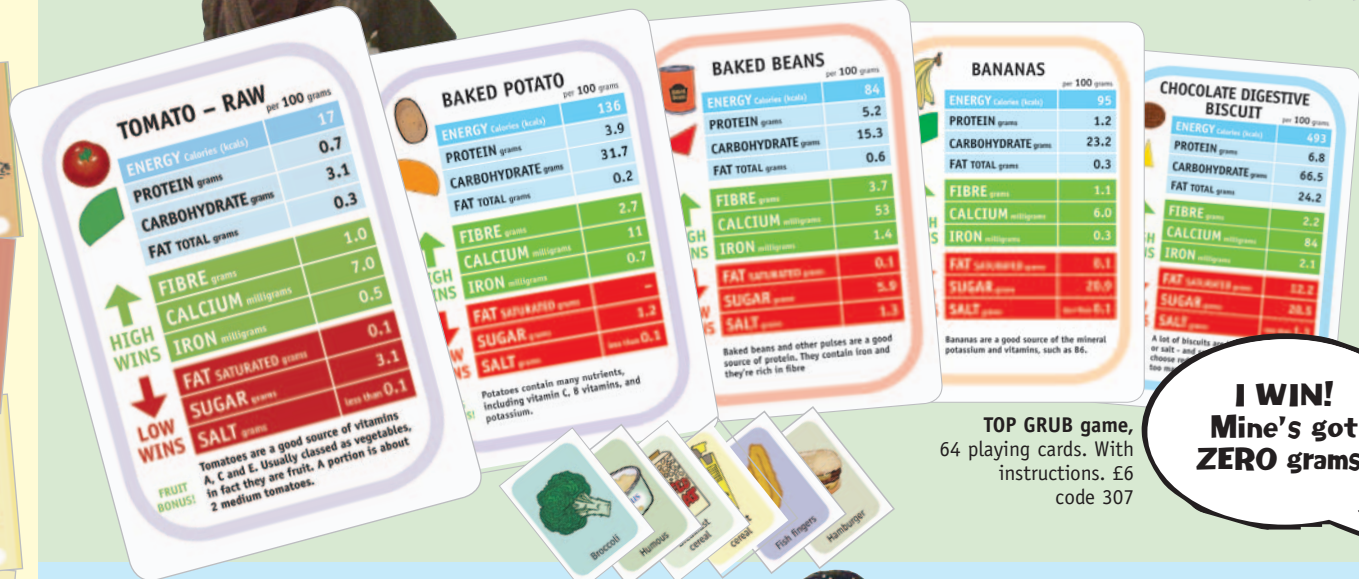 TOMATO – RAW
per 100 grams
ENERGY Calories (kcals) 17
PROTEIN grams 0.7
CARBOHYDRATE grams 3.1
FAT TOTAL grams 0.3
FIBRE grams 1.0
CALCIUM milligrams 7.0
IRON milligrams 0.5
FAT SATURATED grams 0.1
SUGAR grams 3.1
SALT grams less than 0.1
HIGH
WINS
LOW
WINS
FRUIT
BONUS!
Tomatoes are a good source of vitamins
A, C and E. Usually classed as vegetables,
in fact they are fruit. A portion is about
2 medium tomatoes.
BAKED POTATO
per 100 grams
ENERGY Calories (kcals) 136
PROTEIN grams 3.9
CARBOHYDRATE grams 31.7
FAT TOTAL grams 0.2
FIBRE grams 2.7
CALCIUM milligrams 11
IRON milligrams 0.7
FAT SATURATED grams –
SUGAR grams 1.2
SALT grams less than 0.1
Potatoes contain many nutrients,
including vitamin C, B vitamins, and
potassium.
BAKED BEANS
per 100 grams
ENERGY Calories (kcals) 84
PROTEIN grams 5.2
CARBOHYDRATE grams 15.3
FAT TOTAL grams 0.6
FIBRE grams 3.7
CALCIUM milligrams 53
IRON milligrams 1.4
FAT SATURATED grams 0.1
SUGAR grams 5.9
SALT grams 1.3
Baked beans and other pulses are a good
source of protein. They contain iron and
they're rich in fibre
BANANAS
per 100 grams
ENERGY Calories (kcals) 95
PROTEIN grams 1.2
CARBOHYDRATE grams 23.2
FAT TOTAL grams 0.3
FIBRE grams 1.1
CALCIUM milligrams 6.0
IRON milligrams 0.3
FAT SATURATED grams 0.1
SUGAR grams 20.9
SALT grams less than 0.1
Bananas are a good source of the mineral
potassium and vitamins, such as B6.
CHOCOLATE DIGESTIVE
BISCUIT
per 100 grams
ENERGY Calories (kcals) 493
PROTEIN grams 6.8
CARBOHYDRATE grams 66.5
FAT TOTAL grams 24.2
FIBRE grams 2.2
CALCIUM milligrams 84
IRON milligrams 2.1
FAT SATURATED grams 12.2
SUGAR grams 28.5
SALT grams
A lot of biscuits
or salt – and
choose
too
Broccoli
Humous
cereal
cereal
Fish fingers
Hamburger
TOP GRUB game,
64 playing cards. With
instructions. £6
code 307
I WIN!
Mine's got
ZERO grams